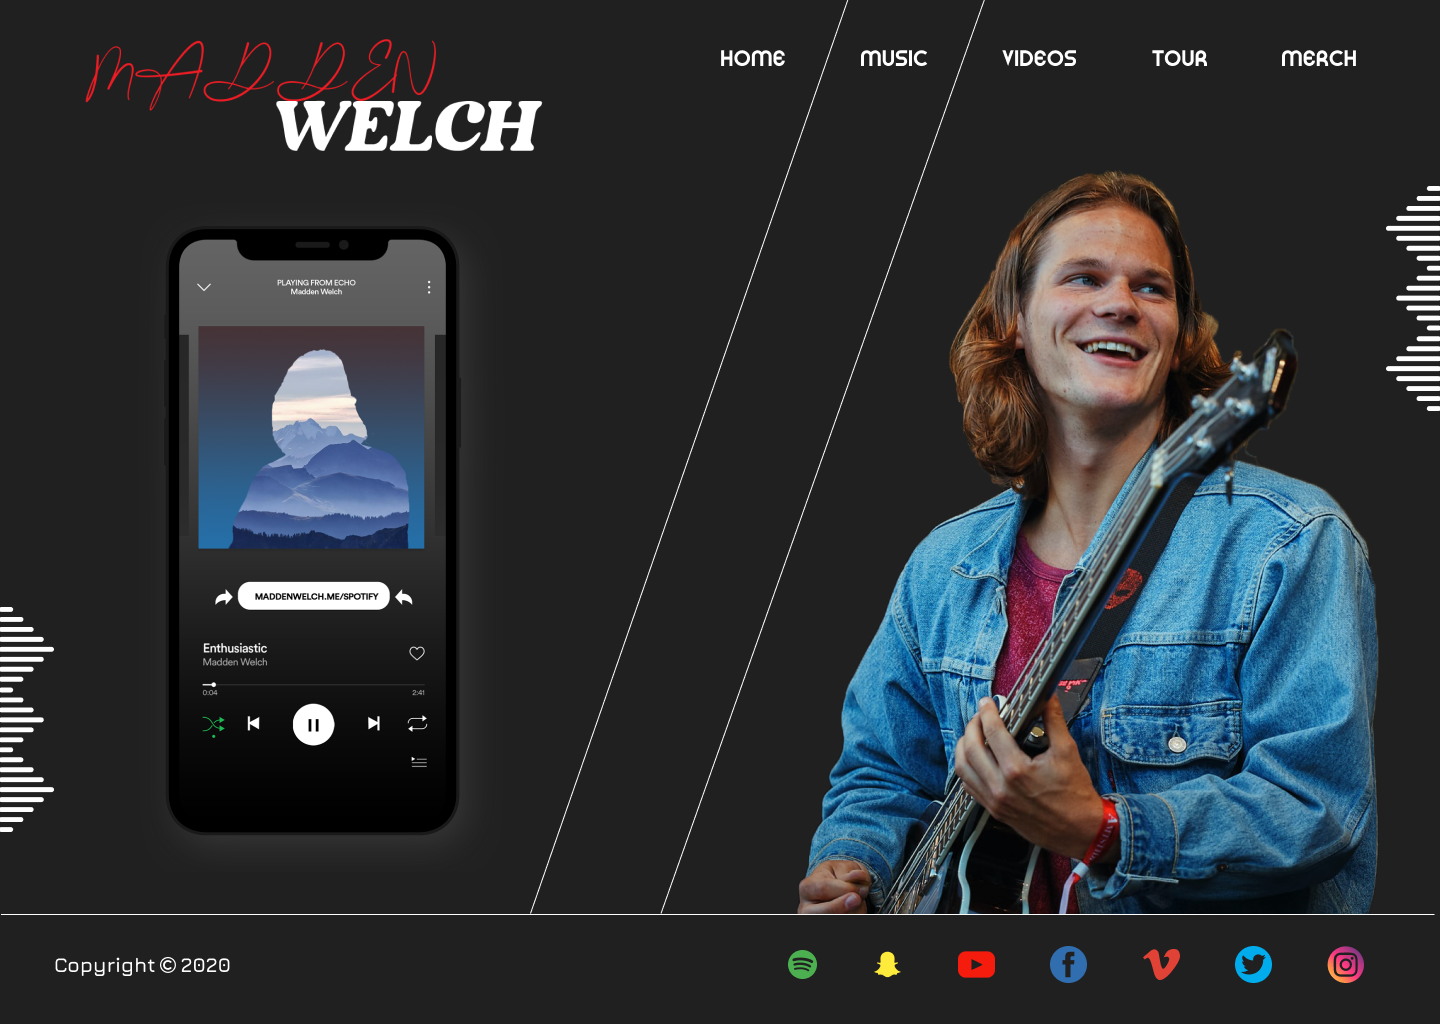 MADDEN
WELCH
HOME MUSIC VIDEOS TOUR MERCH
PLAYING FROM ECHO
Madden Welch
MADDENWELCH.ME/SPOTIFY
Enthusiastic
Madden Welch
0:04 2:41
Copyright © 2020